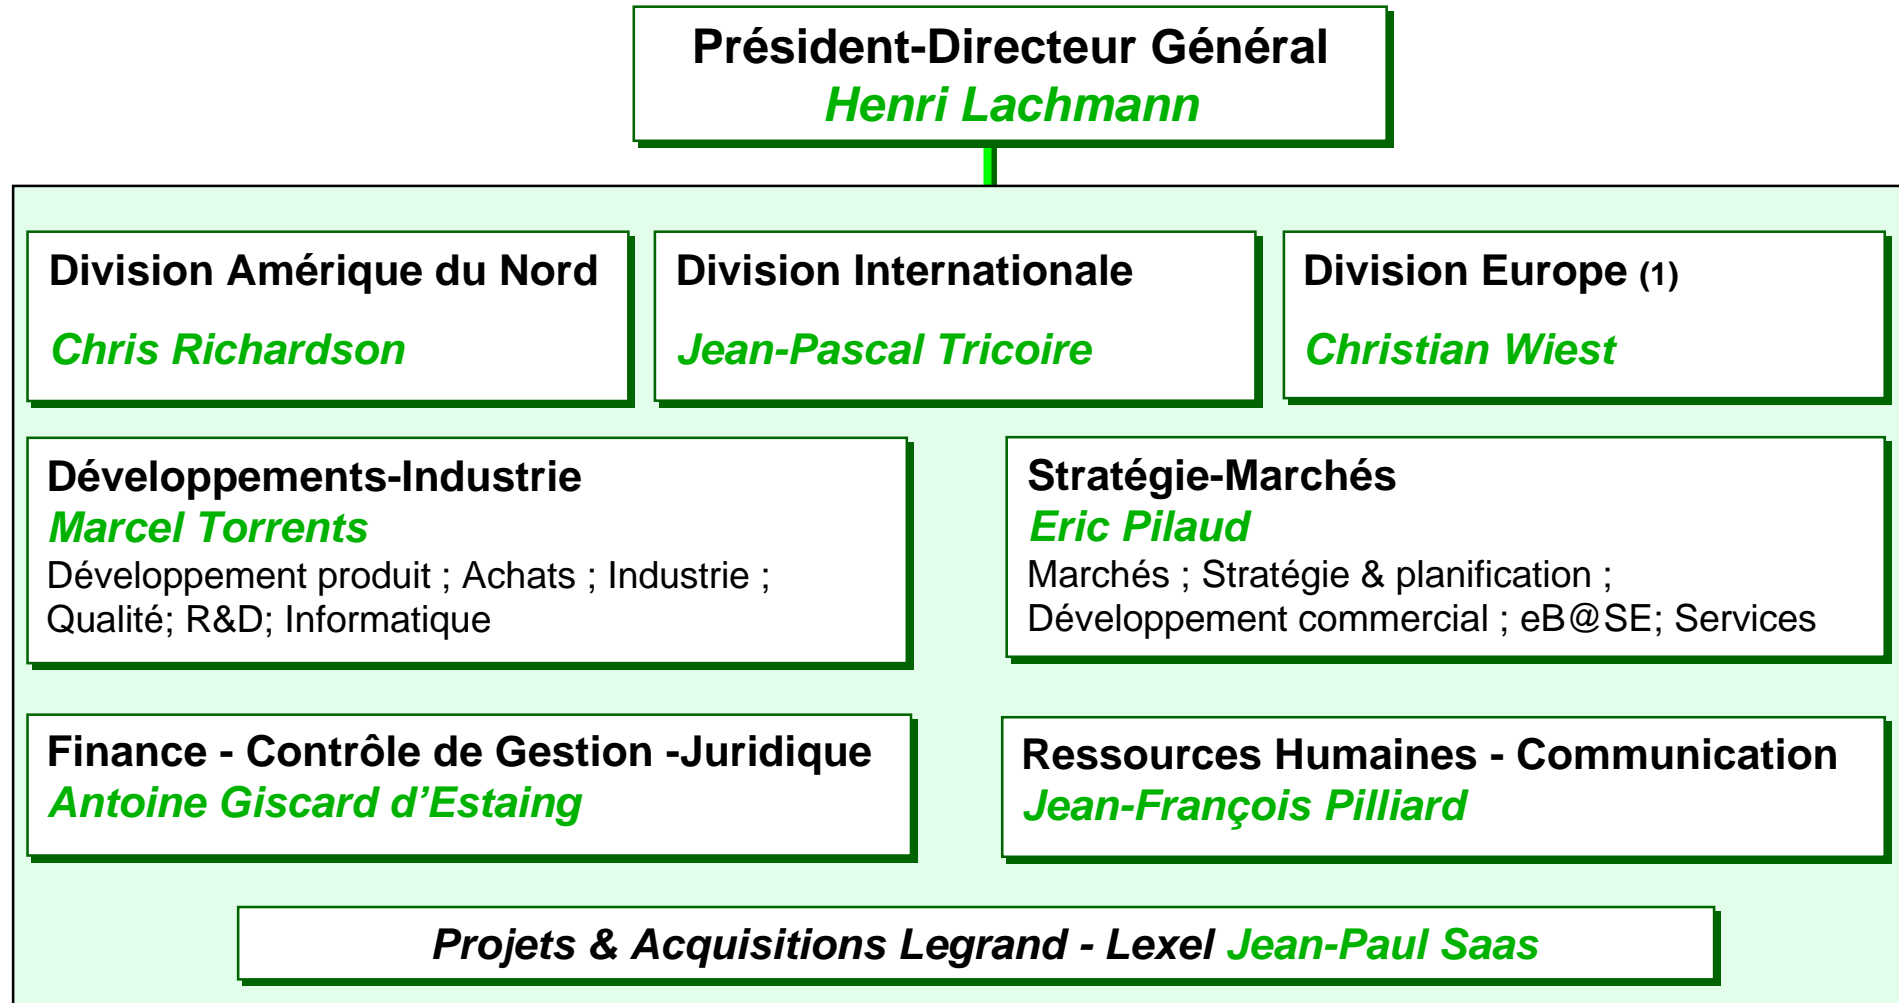 Président-Directeur Général
Henri Lachmann
Division Amérique du Nord
Chris Richardson
Division Internationale
Jean-Pascal Tricoire
Division Europe (1)
Christian Wiest
Développements-Industrie
Marcel Torrents
Développement produit ; Achats ; Industrie ;
Qualité; R&D; Informatique
Stratégie-Marchés
Eric Pilaud
Marchés ; Stratégie & planification ;
Développement commercial ; eB@SE; Services
Finance - Contrôle de Gestion -Juridique
Antoine Giscard d’Estaing
Ressources Humaines - Communication
Jean-François Pilliard
Projets & Acquisitions Legrand - Lexel Jean-Paul Saas